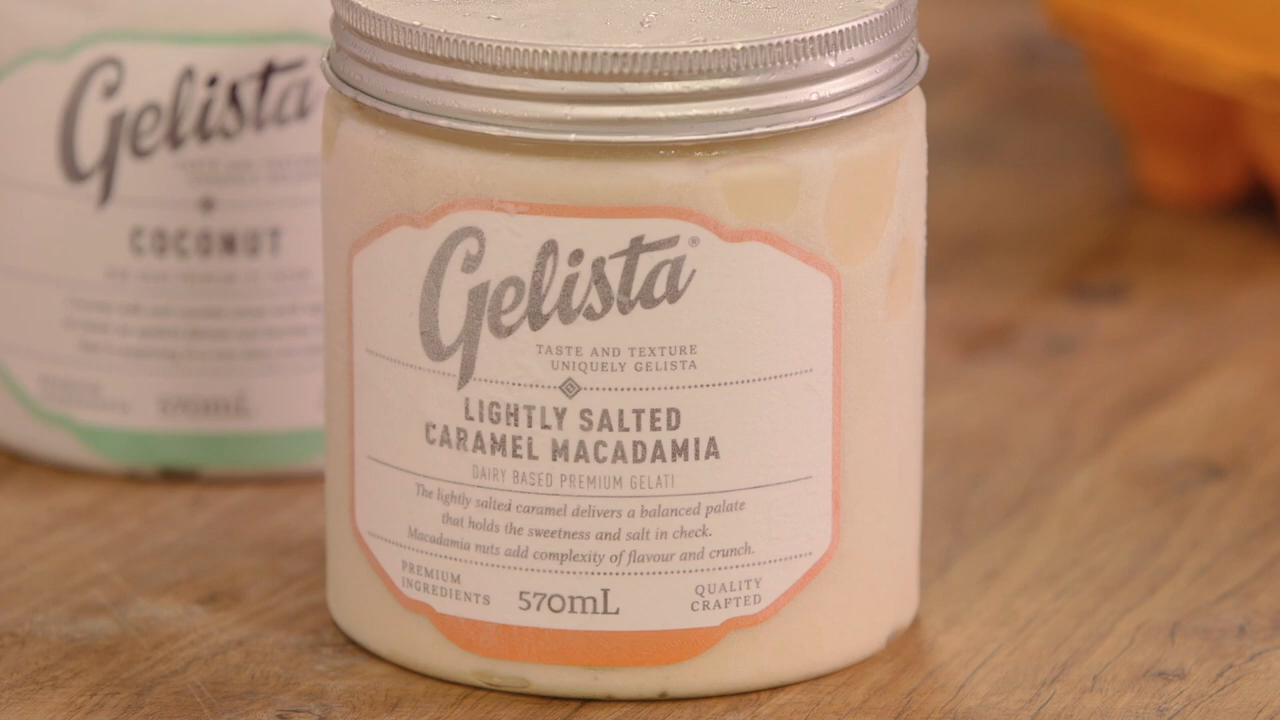 Gelista
COCONUT
570mL
Gelista®
TASTE AND TEXTURE
UNIQUELY GELISTA
LIGHTLY SALTED
CARAMEL MACADAMIA
DAIRY BASED PREMIUM GELATI
The lightly salted caramel delivers a balanced palate
that holds the sweetness and salt in check.
Macadamia nuts add complexity of flavour and crunch.
PREMIUM
INGREDIENTS
570mL
QUALITY
CRAFTED